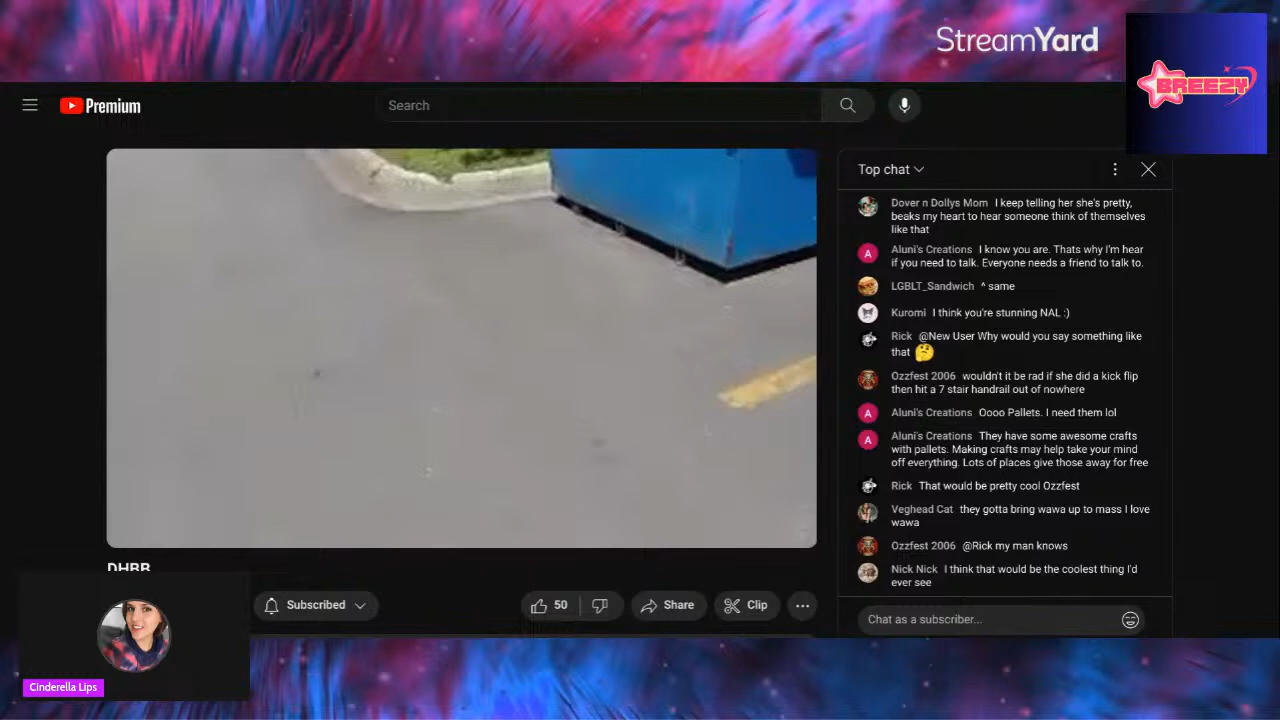 StreamYard
BREEZY
Premium
Search
Top chat
Dover n Dollys Mom I keep telling her she's pretty,
beaks my heart to hear someone think of themselves
like that
A
Aluni's Creations I know you are. Thats why I'm hear
if you need to talk. Everyone needs a friend to talk to.
LGBLT_Sandwich ^ same
Kuromi I think you're stunning NAL :)
Rick @New User Why would you say something like
that 🤔
Ozzfest 2006 wouldn't it be rad if she did a kick flip
then hit a 7 stair handrail out of nowhere
A
Aluni's Creations Oooo Pallets. I need them lol
A
Aluni's Creations They have some awesome crafts
with pallets. Making crafts may help take your mind
off everything. Lots of places give those away for free
Rick That would be pretty cool Ozzfest
Veghead Cat they gotta bring wawa up to mass I love
wawa
Ozzfest 2006 @Rick my man knows
Nick Nick I think that would be the coolest thing I'd
ever see
Chat as a subscriber...
DHBB
Subscribed
50
Share
Clip
Cinderella Lips